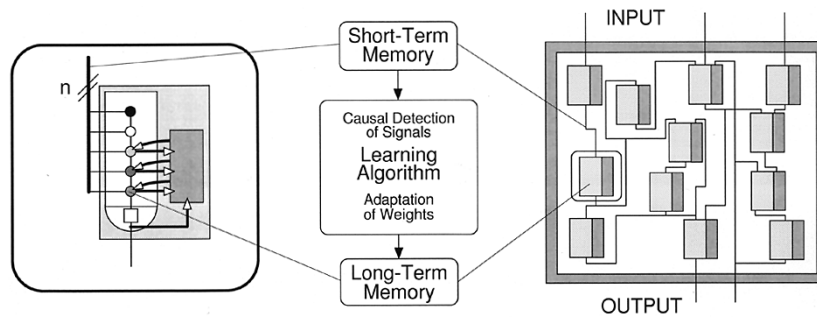 n
Short-Term
Memory
Causal Detection
of Signals
Learning
Algorithm
Adaptation
of Weights
Long-Term
Memory
INPUT
OUTPUT